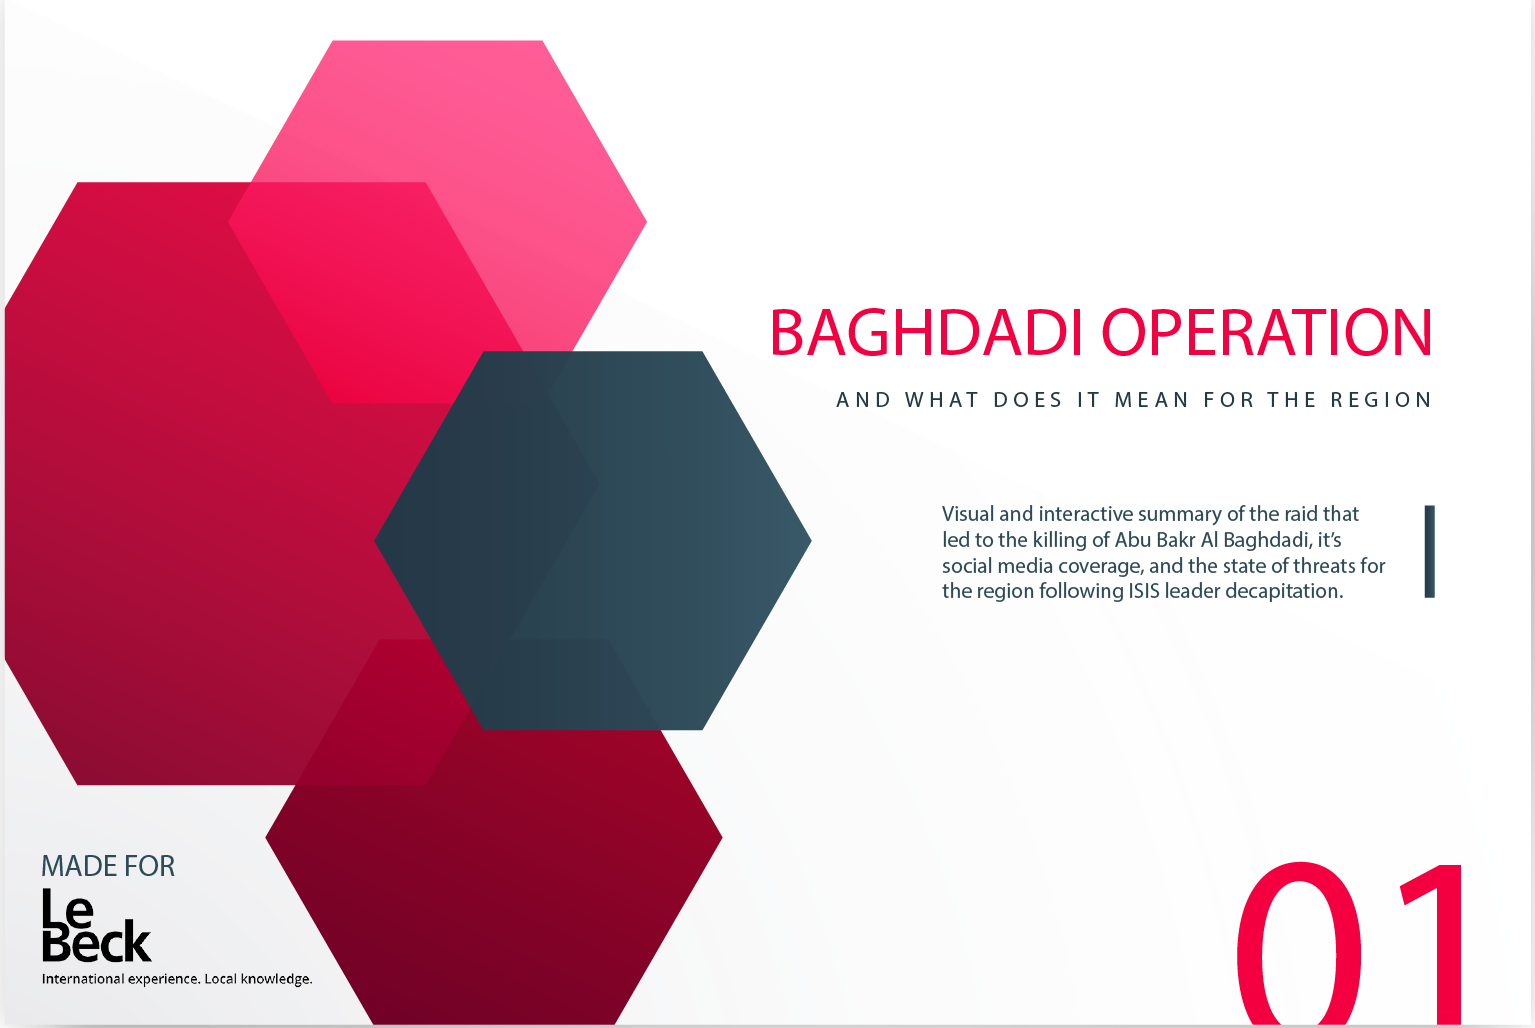 BAGHDADI OPERATION
AND WHAT DOES IT MEAN FOR THE REGION
Visual and interactive summary of the raid that
led to the killing of Abu Bakr Al Baghdadi, it’s
social media coverage, and the state of threats for
the region following ISIS leader decapitation.
MADE FOR
Le
Beck
International experience. Local knowledge.
01